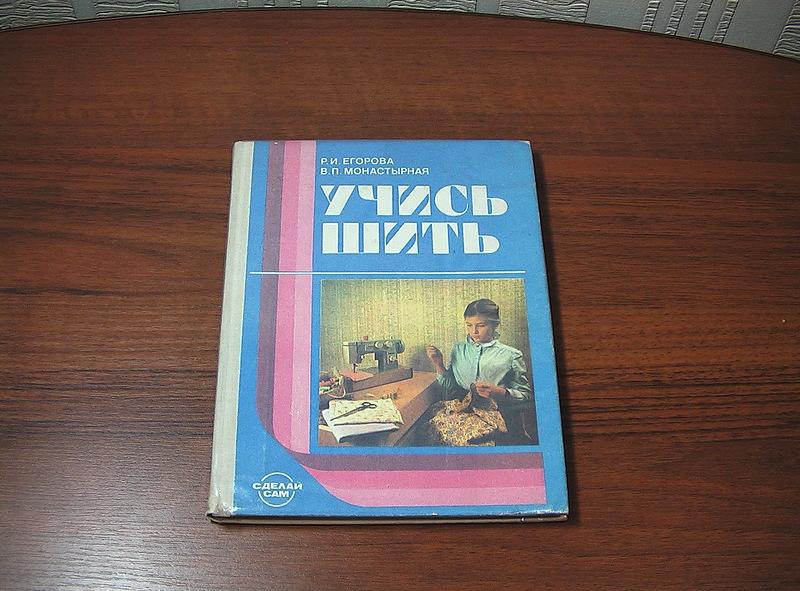 Р.И. ЕГОРОВА
В.П. МОНАСТЫРНАЯ
УЧИСЬ
ШИТЬ
СДЕЛАЙ
САМ